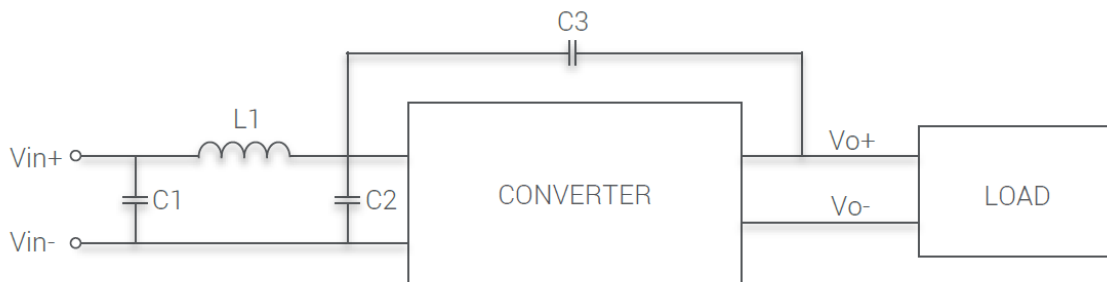 C3
L1
Vin+
Vo+
C1
C2
CONVERTER
LOAD
Vo-
Vin-